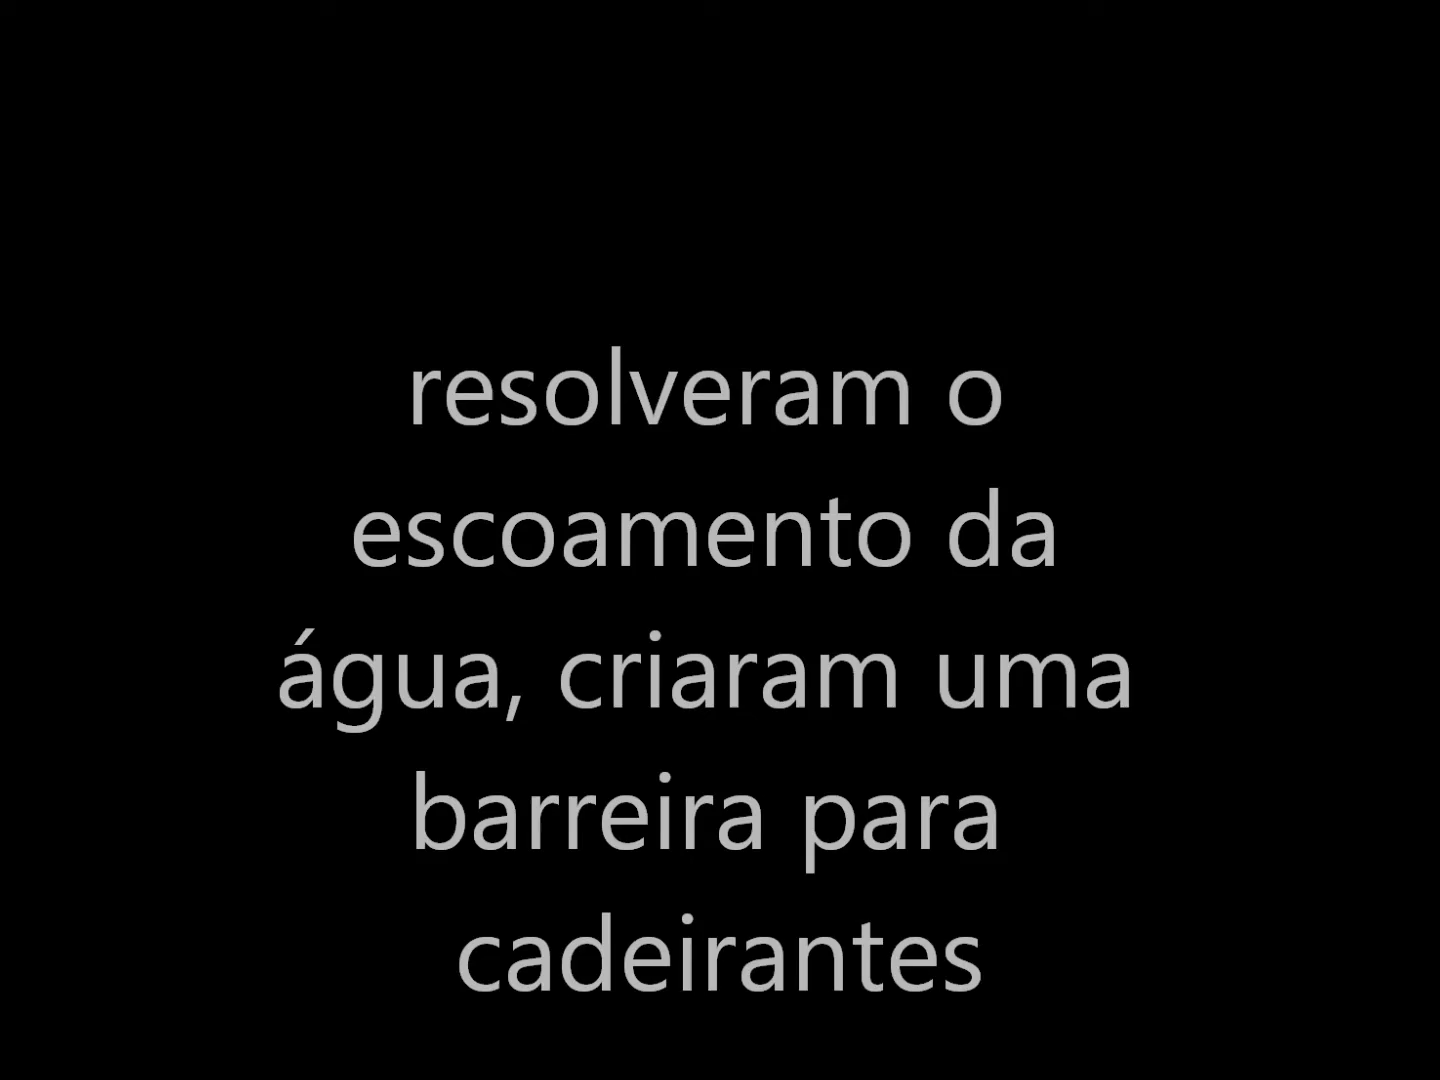 resolveram o
escoamento da
água, criaram uma
barreira para
cadeirantes